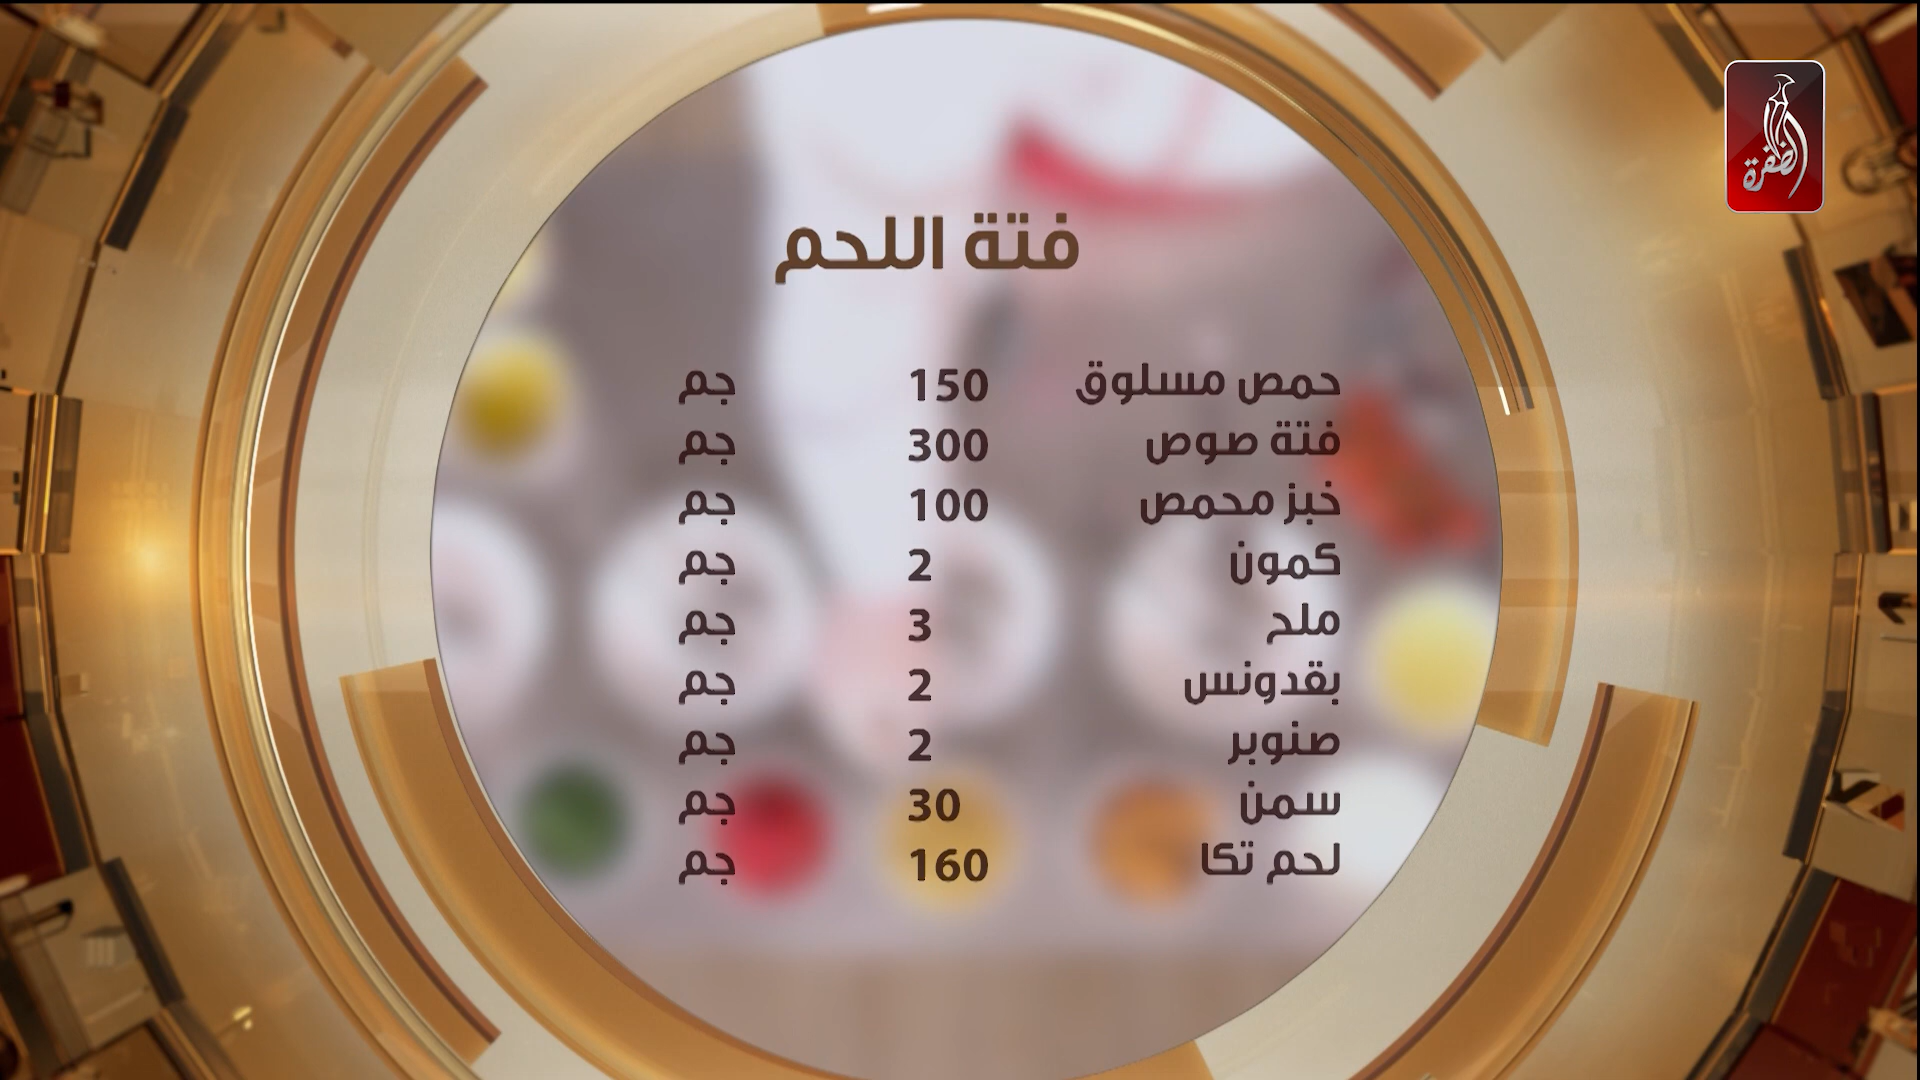 الظفرة
فتة اللحم
حمص مسلوق 150 جم
فتة صوص 300 جم
خبز محمص 100 جم
كمون 2 جم
ملح 3 جم
بقدونس 2 جم
صنوبر 2 جم
سمن 30 جم
لحم تكا 160 جم